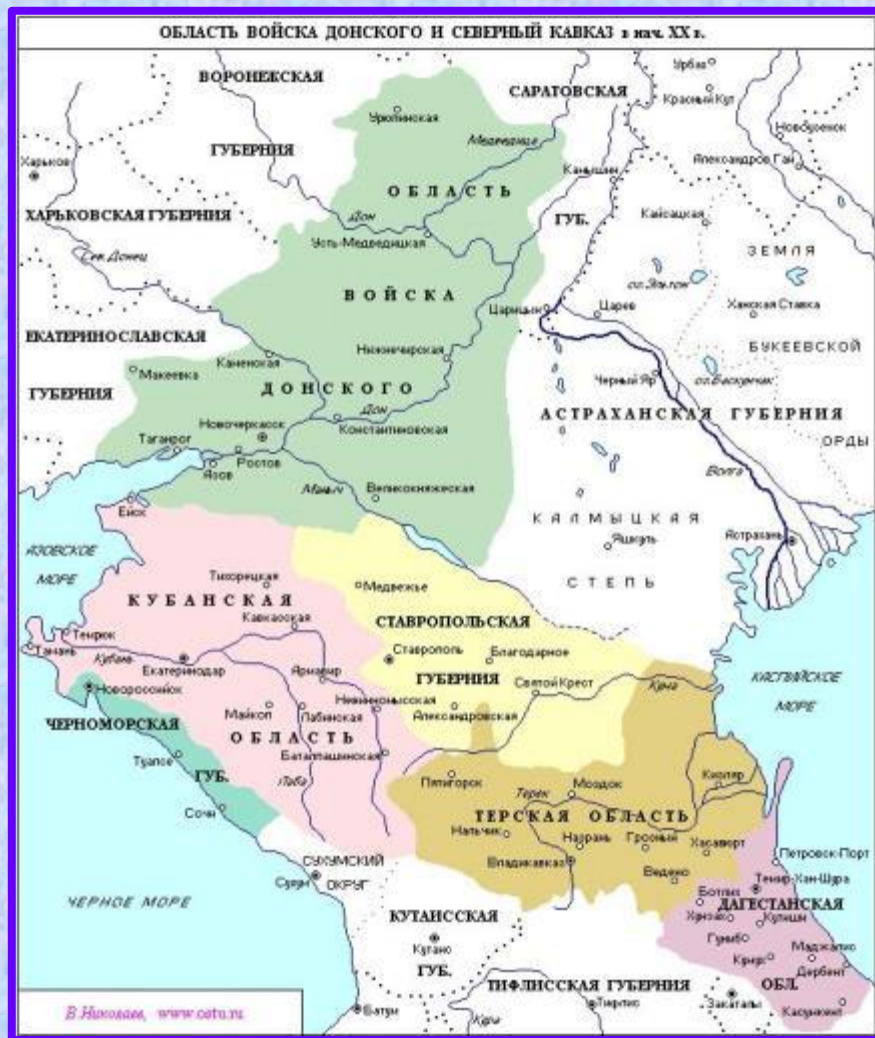 ОБЛАСТЬ ВОЙСКА ДОНСКОГО И СЕВЕРНЫЙ КАВКАЗ в нач. XX в.
ВОРОНЕЖСКАЯ
ГУБЕРНИЯ
САРАТОВСКАЯ
ГУБ.
Урбах
Красный Кут
Новоузенск
Александров Гай
Урюпинская
Медведица
Камышин
Харьков
ХАРЬКОВСКАЯ ГУБЕРНИЯ
ОБЛАСТЬ
Дон
Усть-Медведицкая
Кайсацкая
ЗЕМЛЯ
Сев. Донец
оз. Эльтон
ВОЙСКА
Царицын
Царев
Ханская Ставка
ЕКАТЕРИНОСЛАВСКАЯ
ГУБЕРНИЯ
БУКЕЕВСКОЙ
Нижнечирская
Каменская
Макеевка
Черный Яр
оз. Баскунчак
ДОНСКОГО
Дон
АСТРАХАНСКАЯ ГУБЕРНИЯ
Новочеркасск
Константиновская
ОРДЫ
Таганрог
Ростов
Азов
Волга
Маныч
Великокняжеская
Ейск
КАЛМЫЦКАЯ
Астрахань
АЗОВСКОЕ
МОРЕ
Яшкуль
Тихорецкая
Медвежье
СТЕПЬ
КУБАНСКАЯ
Кавказская
СТАВРОПОЛЬСКАЯ
Темрюк
Тамань
Кубань
Екатеринодар
Ставрополь
Благодарное
Армавир
ГУБЕРНИЯ
Святой Крест
Кума
КАСПИЙСКОЕ
МОРЕ
Новороссийск
Невинномысская
Майкоп
Лабинская
Александровская
ЧЕРНОМОРСКАЯ
ГУБ.
ОБЛАСТЬ
Баталпашинская
Туапсе
Лаба
Пятигорск
Моздок
Кизляр
Терек
Сочи
ТЕРСКАЯ ОБЛАСТЬ
Нальчик
Назрань
Грозный
Хасавюрт
СУХУМСКИЙ
ОКРУГ
Сухум
Владикавказ
Ведено
Петровск-Порт
Темир-Хан-Шура
Ботлих
ЧЕРНОЕ МОРЕ
КУТАИССКАЯ
ГУБ.
ДАГЕСТАНСКАЯ
ОБЛ.
Хунзах
Кутаис
Гуниб
Кумух
Маджалис
Дербент
ТИФЛИССКАЯ ГУБЕРНИЯ
Батум
Тифлис
Закаталы
Касумкент
Кура
В.Николаев, www.ostu.ru